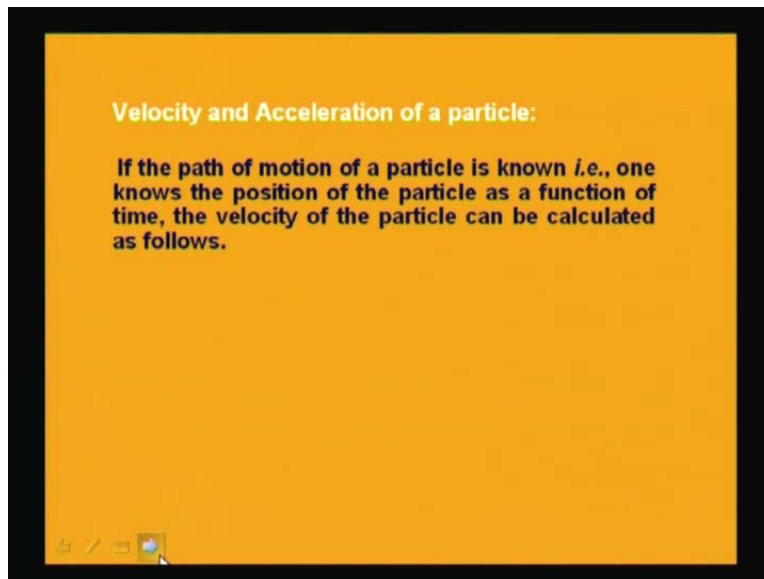 Velocity and Acceleration of a particle:
If the path of motion of a particle is known i.e., one
knows the position of the particle as a function of
time, the velocity of the particle can be calculated
as follows.